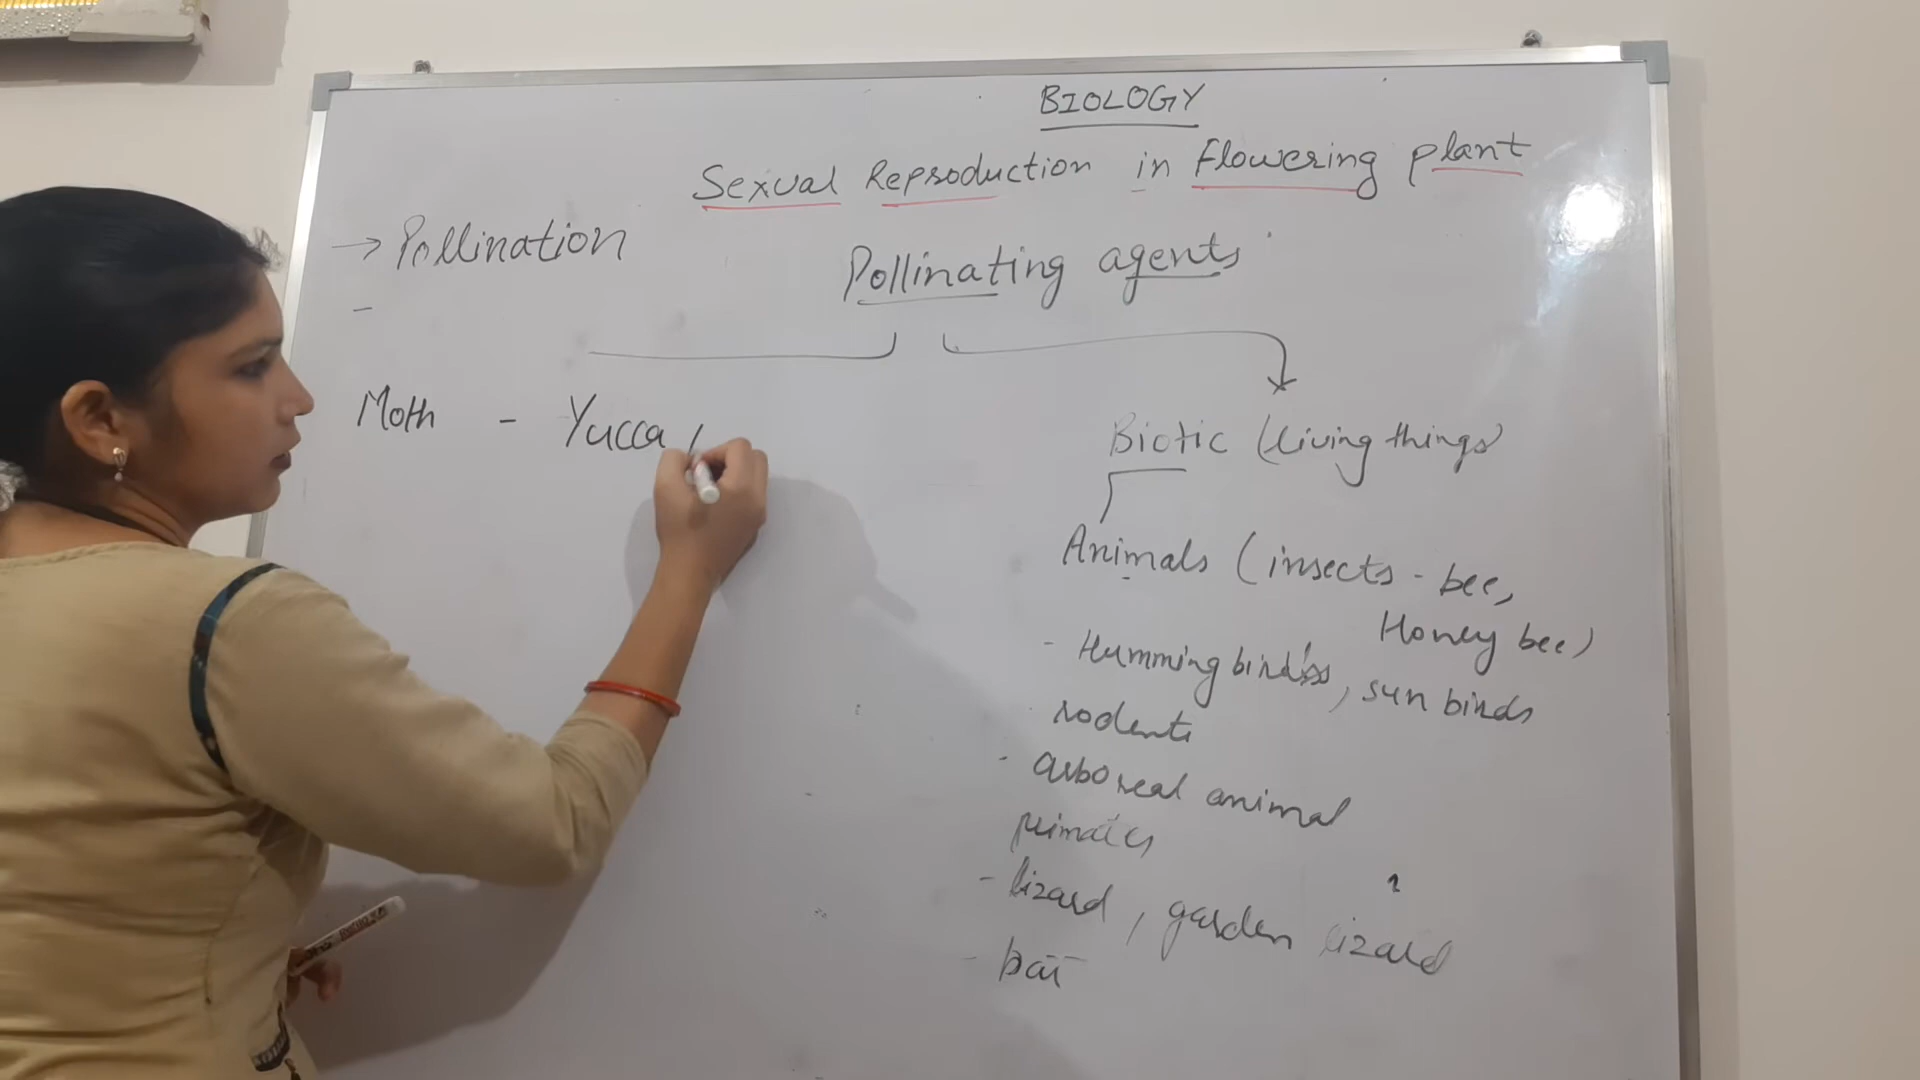 BIOLOGY
Sexual Reproduction in flowering plant
→ Pollination
Pollinating agents
-
Moth - Yucca
Biotic (living things)
Animals (insects - bee,
Honey bee)
- Humming birds, sun birds
rodents
- arboreal animal
primates
- lizard, garden lizard
- bat